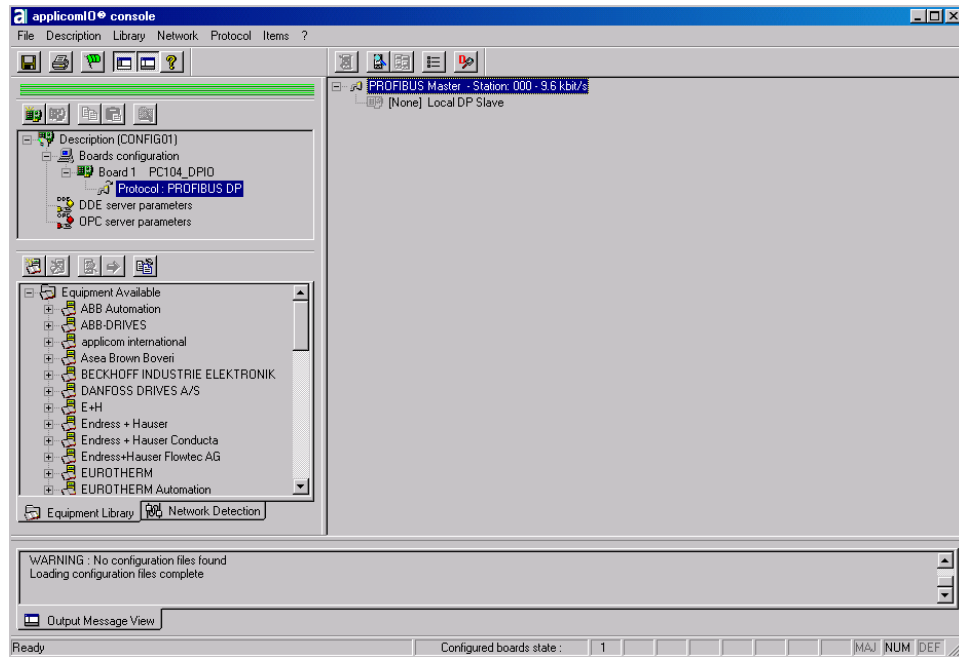 applicomIO® console
File Description Library Network Protocol Items ?
PROFIBUS Master - Station: 000 - 9.6 kbit/s
[None] Local DP Slave
Description (CONFIG01)
Boards configuration
Board 1 PC104_DPIO
Protocol : PROFIBUS DP
DDE server parameters
OPC server parameters
Equipment Available
ABB Automation
ABB-DRIVES
applicom international
Asea Brown Boveri
BECKHOFF INDUSTRIE ELEKTRONIK
DANFOSS DRIVES A/S
E+H
Endress + Hauser
Endress + Hauser Conducta
Endress+Hauser Flowtec AG
EUROTHERM
EUROTHERM Automation
Equipment Library Network Detection
WARNING : No configuration files found
Loading configuration files complete
Output Message View
Ready Configured boards state : 1 MAJ NUM DEF